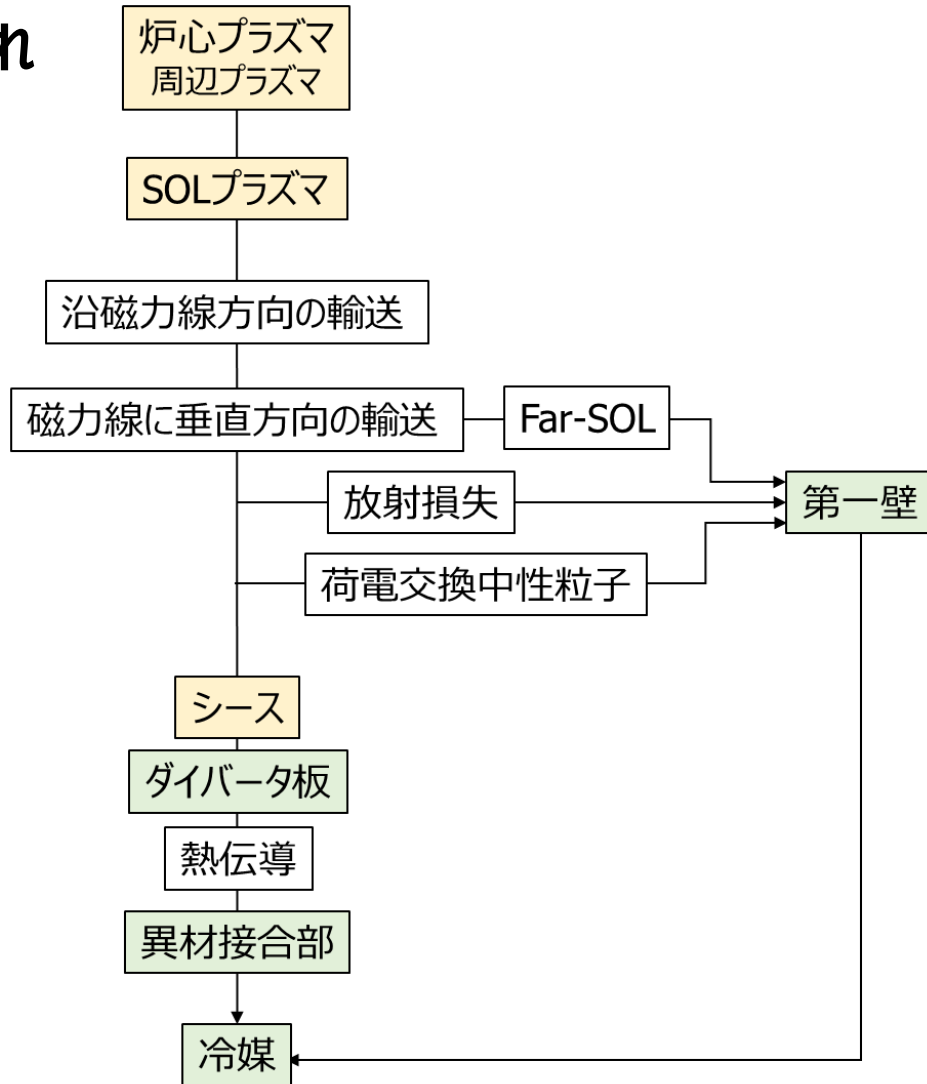 れ
炉心プラズマ
周辺プラズマ
SOLプラズマ
沿磁力線方向の輸送
磁力線に垂直方向の輸送
Far-SOL
放射損失
第一壁
荷電交換中性粒子
シース
ダイバータ板
熱伝導
異材接合部
冷媒